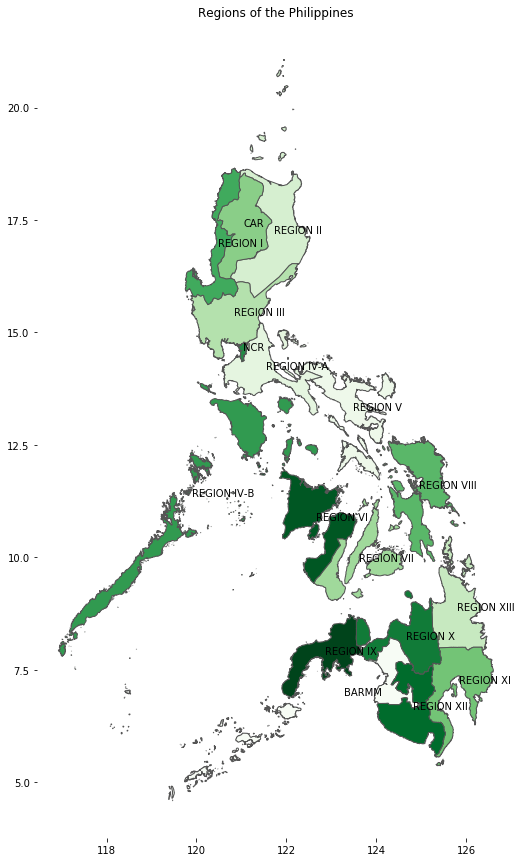 Regions of the Philippines
20.0
17.5
15.0
12.5
10.0
7.5
5.0
CAR
REGION II
REGION I
REGION III
NCR
REGION IV-A
REGION V
REGION VIII
REGION IV-B
REGION VI
REGION VII
REGION XIII
REGION X
REGION IX
REGION XI
BARMM
REGION XII
118
120
122
124
126